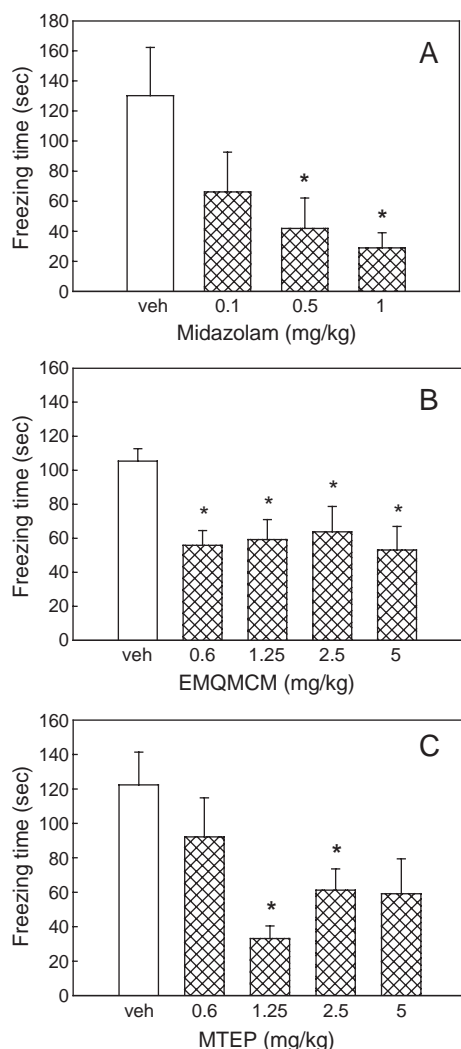 A
Freezing time (sec)
180
160
140
120
100
80
60
40
20
0
*
*
veh 0.1 0.5 1
Midazolam (mg/kg)
B
Freezing time (sec)
160
140
120
100
80
60
40
20
0
* * * *
veh 0.6 1.25 2.5 5
EMQMCM (mg/kg)
C
Freezing time (sec)
160
140
120
100
80
60
40
20
0
*
*
veh 0.6 1.25 2.5 5
MTEP (mg/kg)